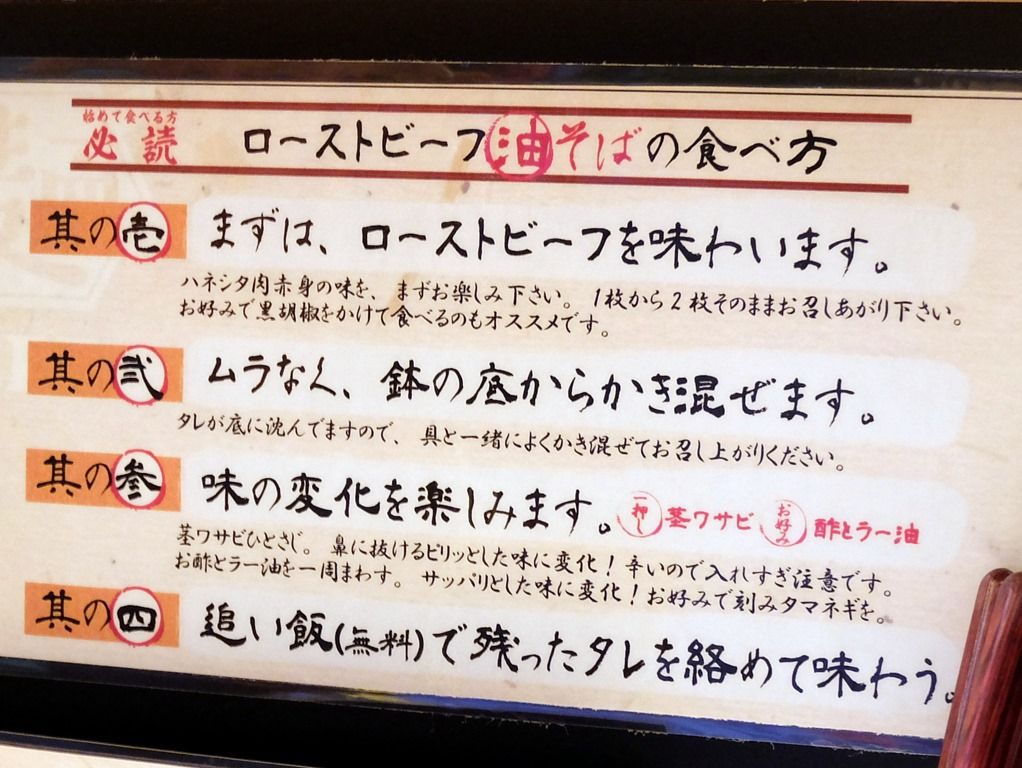 始めて食べる方
必読
ローストビーフ油そばの食べ方
其の壱 まずは、ローストビーフを味わいます。
ハネシタ肉赤身の味を、まずお楽しみ下さい。1枚から2枚そのままお召しあがり下さい。
お好みで黒胡椒をかけて食べるのもオススメです。
其の弐 ムラなく、鉢の底からかき混ぜます。
タレが底に沈んでますので、具と一緒によくかき混ぜてお召し上がりください。
其の参 味の変化を楽しみます。 一押し 茎ワサビ お好み 酢とラー油
茎ワサビひとさじ。鼻に抜けるピリッとした味に変化！辛いので入れすぎ注意です。
お酢とラー油を一周まわす。サッパリとした味に変化！お好みで刻みタマネギを。
其の四 追い飯(無料)で残ったタレを絡めて味わう。